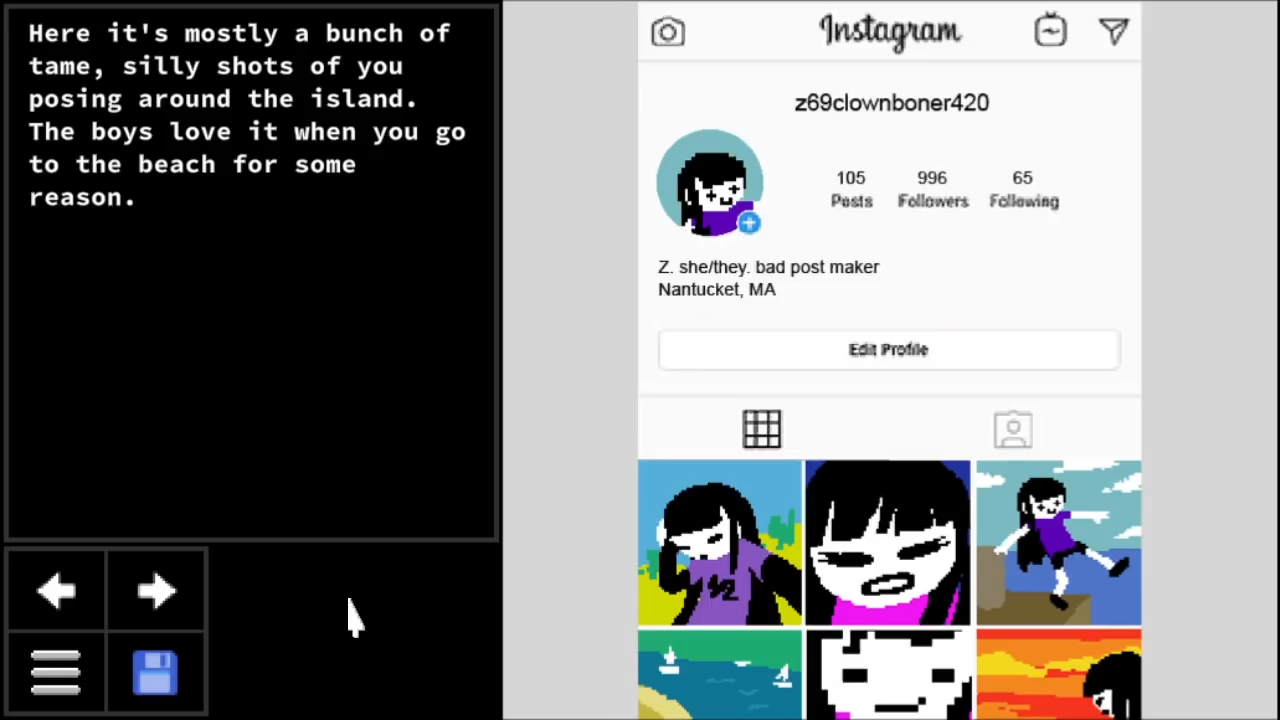 Here it's mostly a bunch of
tame, silly shots of you
posing around the island.
The boys love it when you go
to the beach for some
reason.
Instagram
z69clownboner420
105 996 65
Posts Followers Following
Z. she/they. bad post maker
Nantucket, MA
Edit Profile